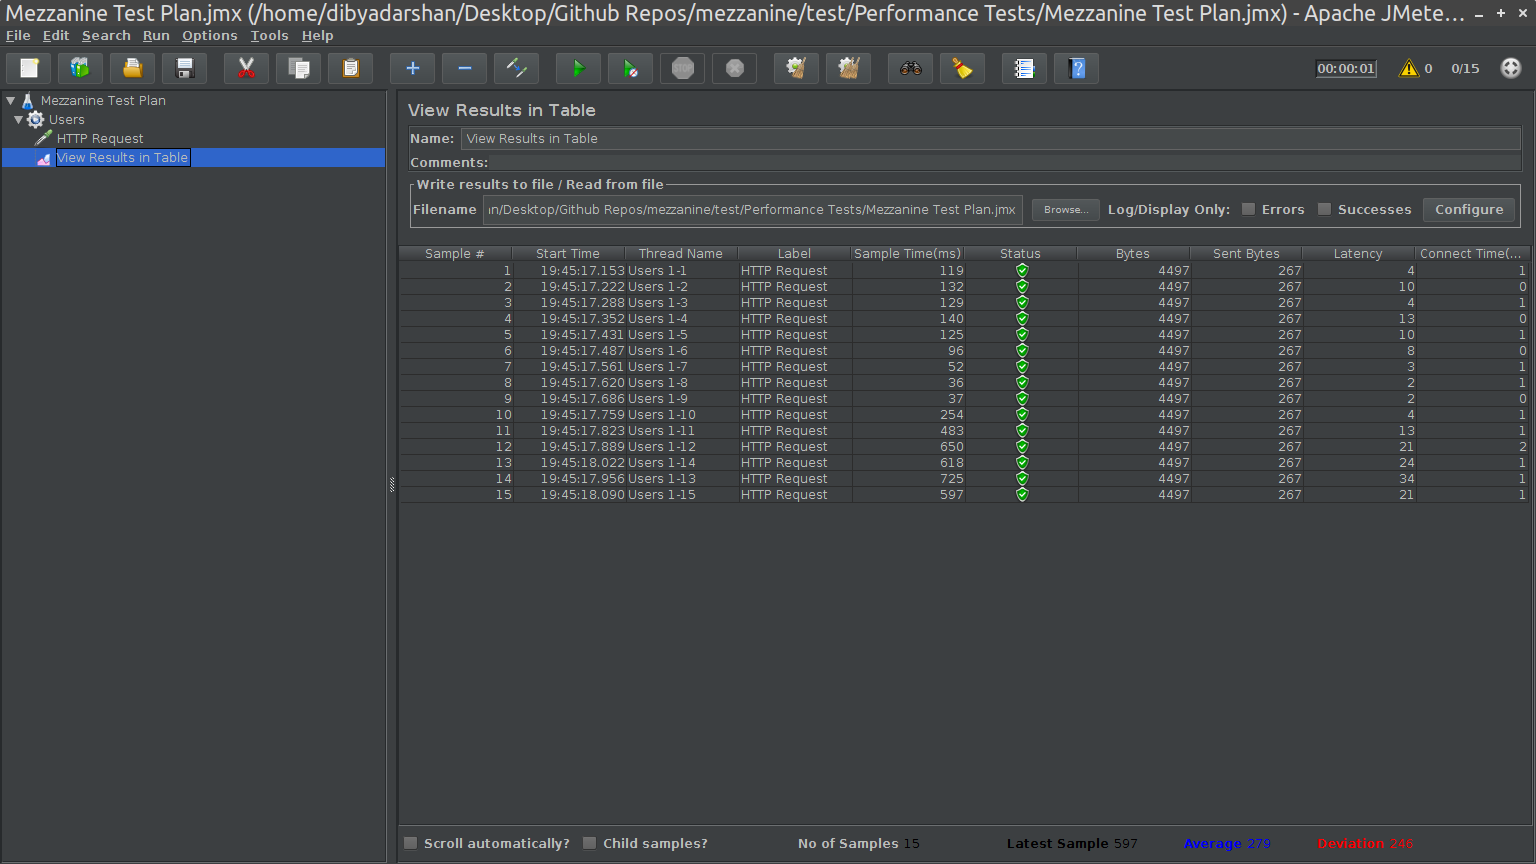 Mezzanine Test Plan.jmx (/home/dibyadarshan/Desktop/Github Repos/mezzanine/test/Performance Tests/Mezzanine Test Plan.jmx) - Apache JMete...
File Edit Search Run Options Tools Help
STOP 00:00:01 0 0/15
Mezzanine Test Plan
Users
HTTP Request
View Results in Table
View Results in Table
Name: View Results in Table
Comments:
Write results to file / Read from file
Filename ın/Desktop/Github Repos/mezzanine/test/Performance Tests/Mezzanine Test Plan.jmx Browse... Log/Display Only: Errors Successes Configure
Sample # Start Time Thread Name Label Sample Time(ms) Status Bytes Sent Bytes Latency Connect Time(...
1 19:45:17.153 Users 1-1 HTTP Request 119 4497 267 4 1
2 19:45:17.222 Users 1-2 HTTP Request 132 4497 267 10 0
3 19:45:17.288 Users 1-3 HTTP Request 129 4497 267 4 1
4 19:45:17.352 Users 1-4 HTTP Request 140 4497 267 13 0
5 19:45:17.431 Users 1-5 HTTP Request 125 4497 267 10 1
6 19:45:17.487 Users 1-6 HTTP Request 96 4497 267 8 0
7 19:45:17.561 Users 1-7 HTTP Request 52 4497 267 3 1
8 19:45:17.620 Users 1-8 HTTP Request 36 4497 267 2 1
9 19:45:17.686 Users 1-9 HTTP Request 37 4497 267 2 0
10 19:45:17.759 Users 1-10 HTTP Request 254 4497 267 4 1
11 19:45:17.823 Users 1-11 HTTP Request 483 4497 267 13 1
12 19:45:17.889 Users 1-12 HTTP Request 650 4497 267 21 2
13 19:45:18.022 Users 1-14 HTTP Request 618 4497 267 24 1
14 19:45:17.956 Users 1-13 HTTP Request 725 4497 267 34 1
15 19:45:18.090 Users 1-15 HTTP Request 597 4497 267 21 1
Scroll automatically? Child samples? No of Samples 15 Latest Sample 597 Average 279 Deviation 246